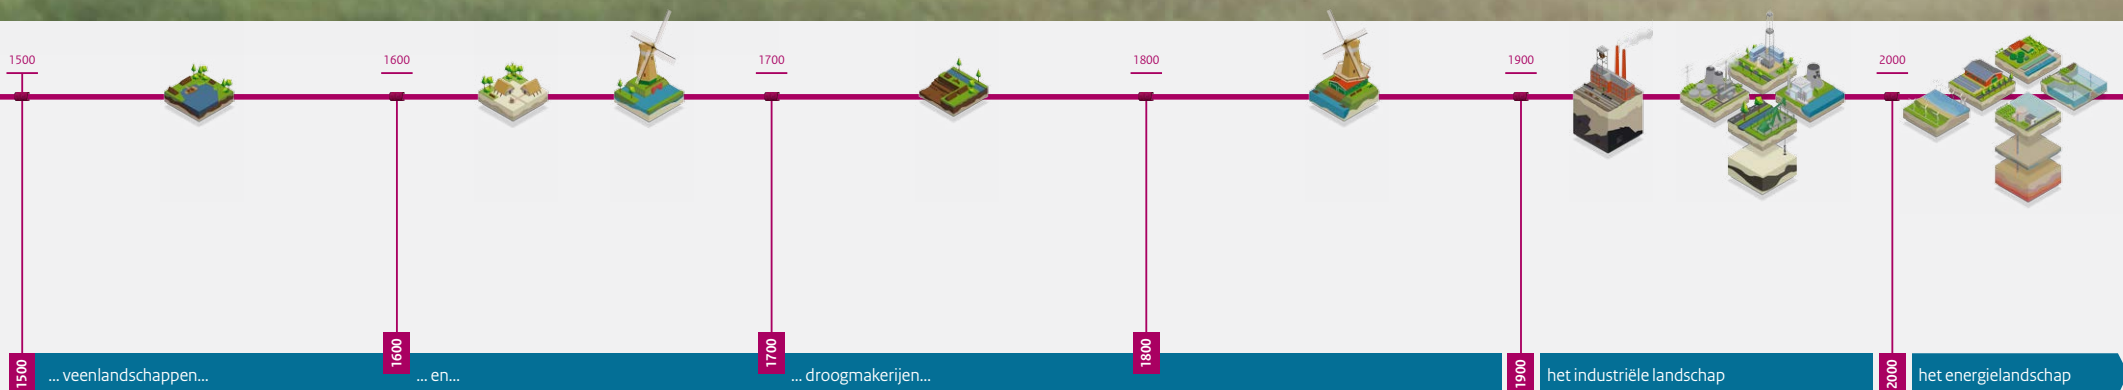 1500
1600
1700
1800
1900
2000
1500
1600
1700
1800
1900
2000
... veenlandschappen...
... en...
... droogmakerijen...
het industriële landschap
het energielandschap